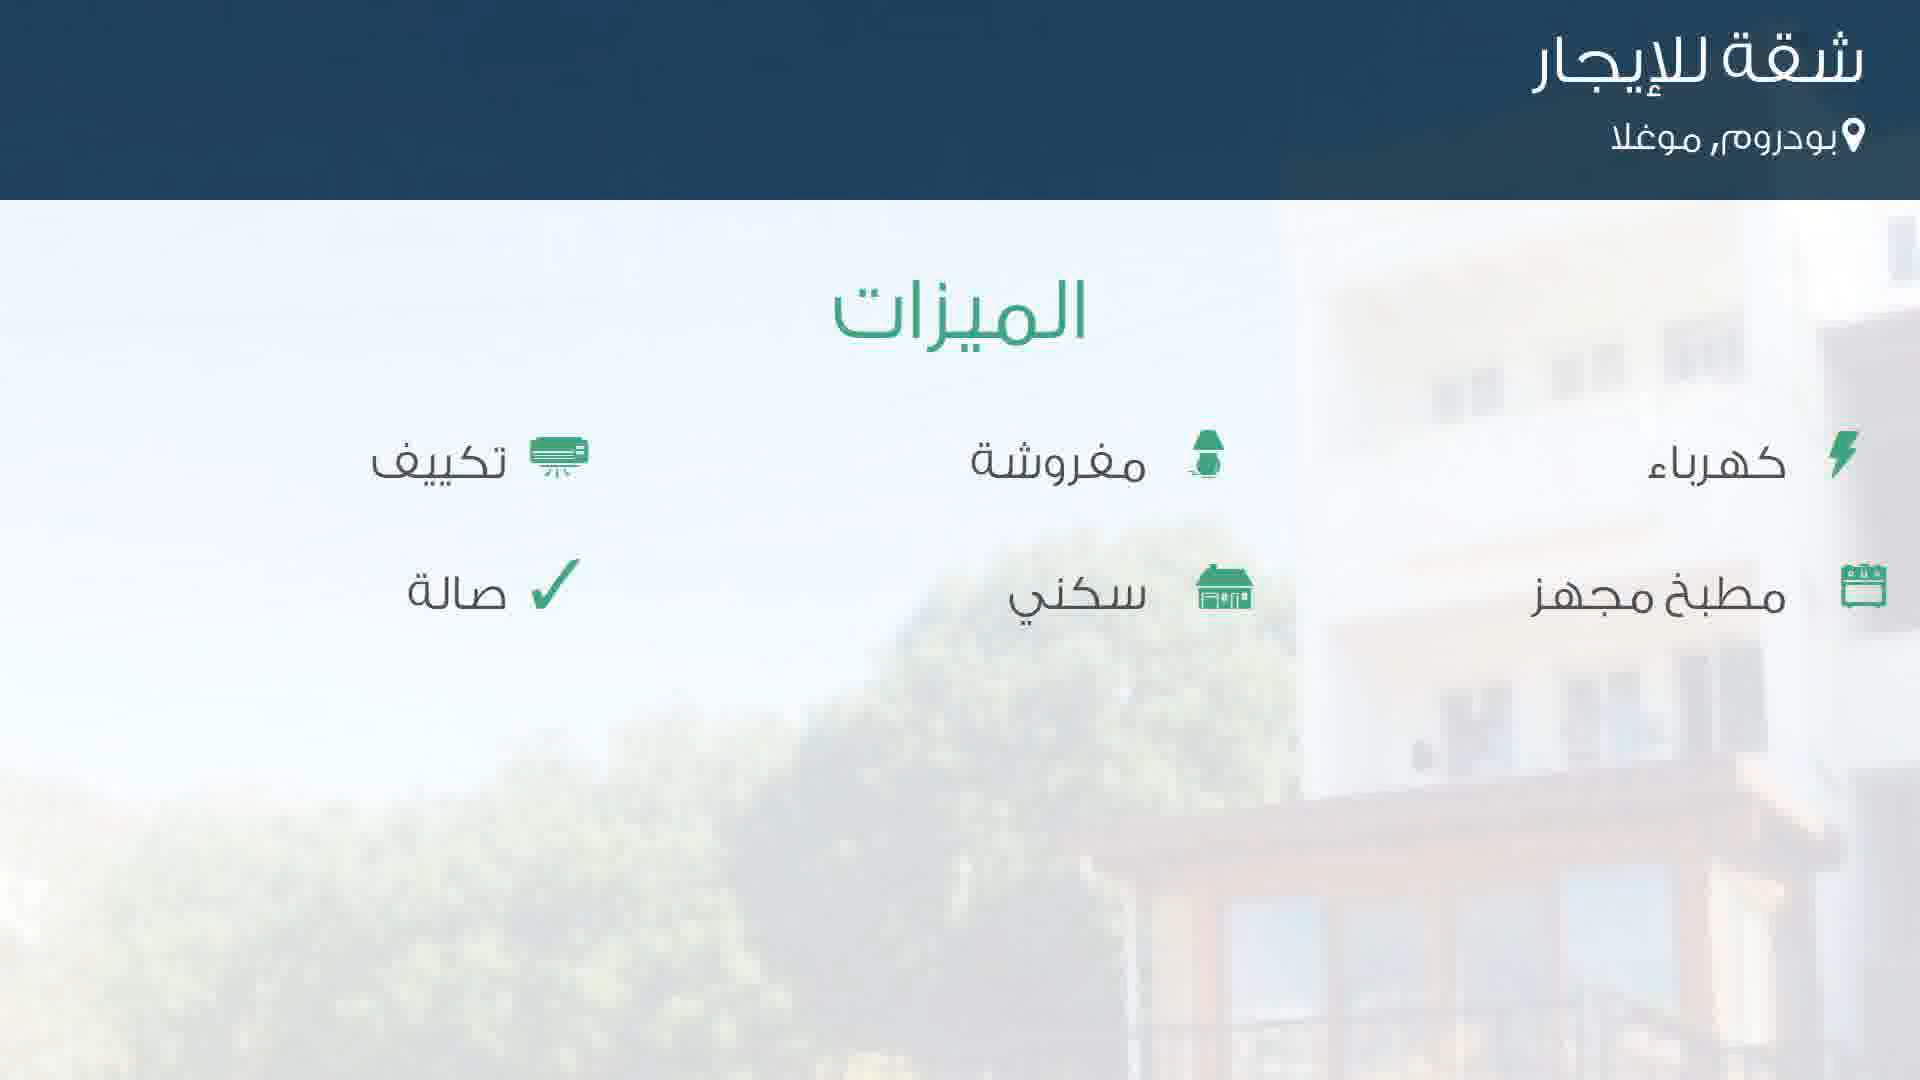 شقة للإيجار
بودروم, موغلا
الميزات
كهرباء
مفروشة
تكييف
مطبخ مجهز
سكني
صالة